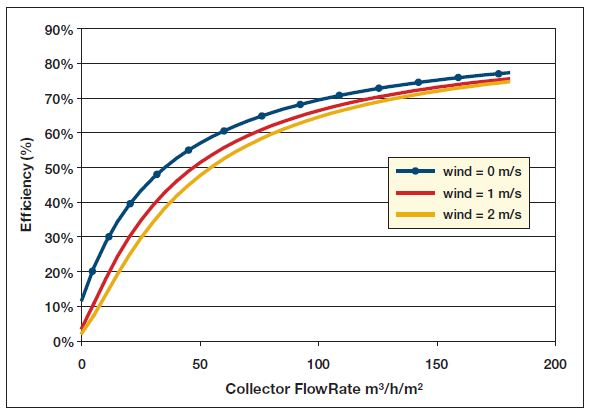 90%
80%
70%
60%
50%
40%
30%
20%
10%
0%
Efficiency (%)
wind = 0 m/s
wind = 1 m/s
wind = 2 m/s
0 50 100 150 200
Collector FlowRate m³/h/m²